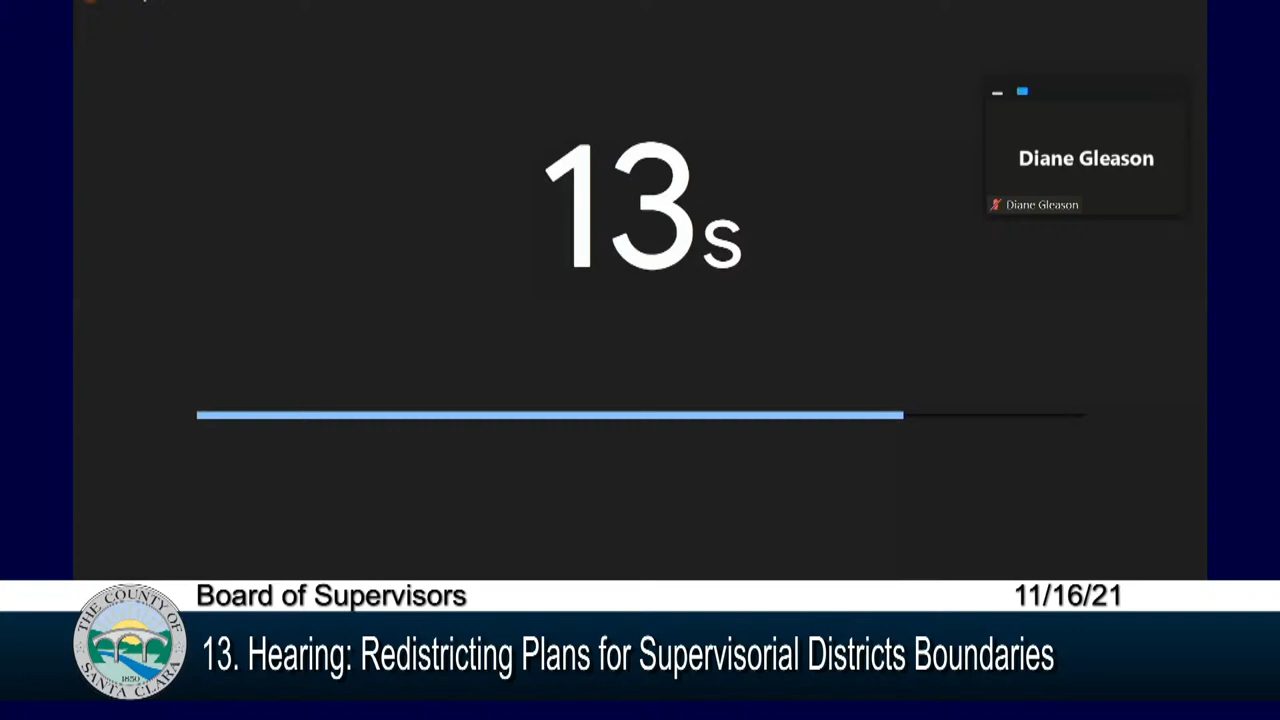 13s
Diane Gleason
Diane Gleason
Board of Supervisors
11/16/21
THE COUNTY OF
SANTA CLARA
1850
13. Hearing: Redistricting Plans for Supervisorial Districts Boundaries